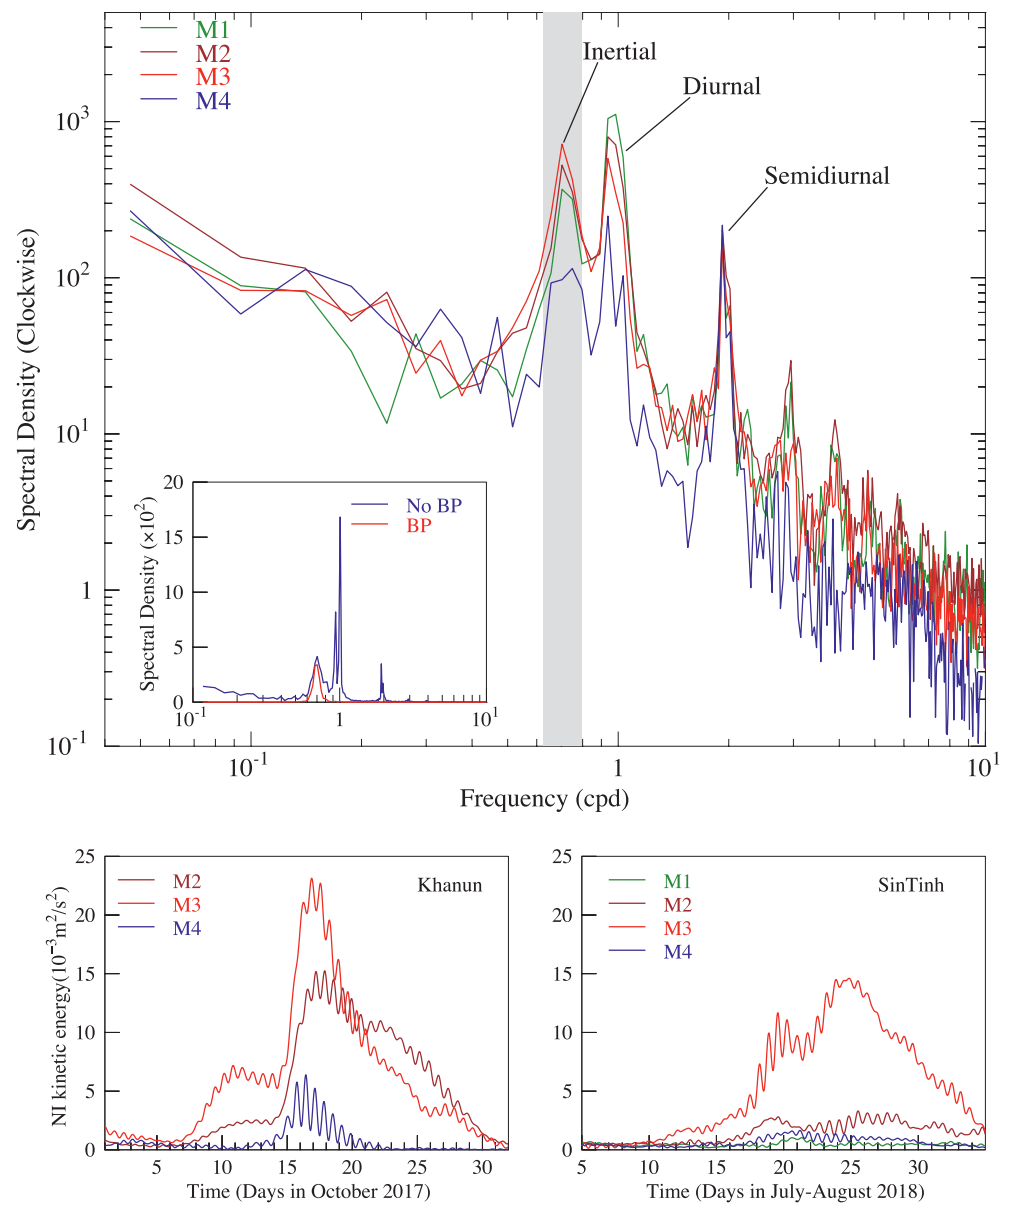 M1
M2
M3
M4
Inertial
Diurnal
Semidiurnal
Spectral Density (Clockwise)
10³
10²
10¹
1
10⁻¹
10⁻¹
1
10¹
Frequency (cpd)
No BP
BP
Spectral Density (×10²)
20
15
10
5
0
10⁻¹
1
10¹
Khanun
M2
M3
M4
NI kinetic energy(10⁻³m²/s²)
25
20
15
10
5
0
5
10
15
20
25
30
Time (Days in October 2017)
SinTinh
M1
M2
M3
M4
25
20
15
10
5
0
5
10
15
20
25
30
Time (Days in July-August 2018)